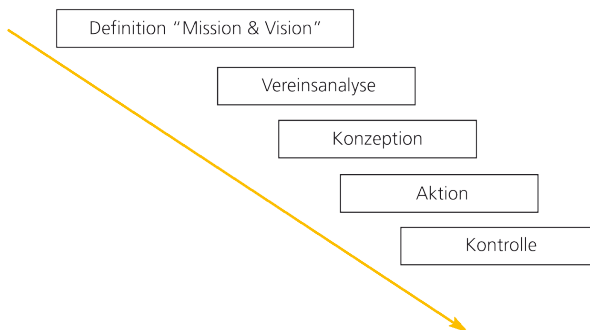 Definition “Mission & Vision”
Vereinsanalyse
Konzeption
Aktion
Kontrolle